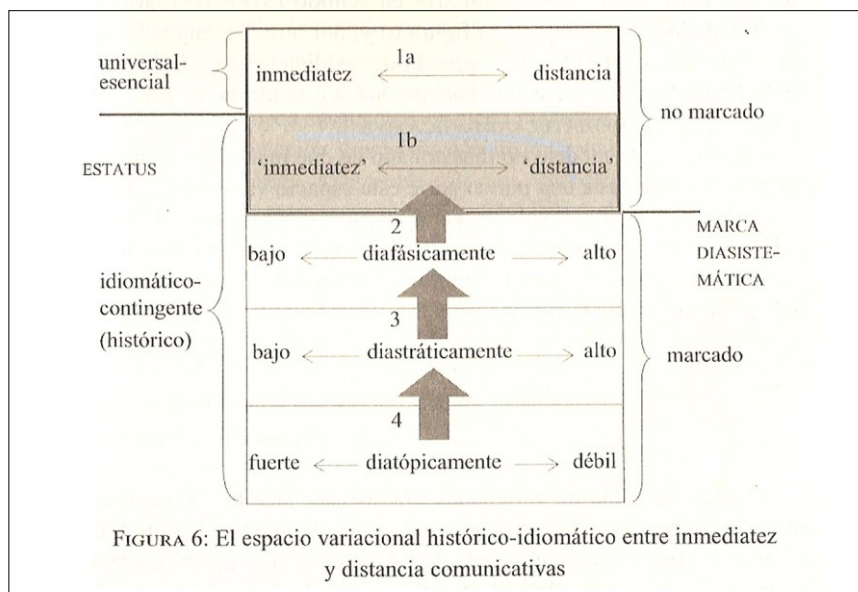 universal-
esencial
1a
inmediatez
distancia
no marcado
1b
ESTATUS
'inmediatez'
'distancia'
2
MARCA
DIASISTE-
MÁTICA
bajo
diafásicamente
alto
idiomático-
contingente
(histórico)
3
bajo
diastráticamente
alto
marcado
4
fuerte
diatópicamente
débil
FIGURA 6: El espacio variacional histórico-idiomático entre inmediatez
y distancia comunicativas